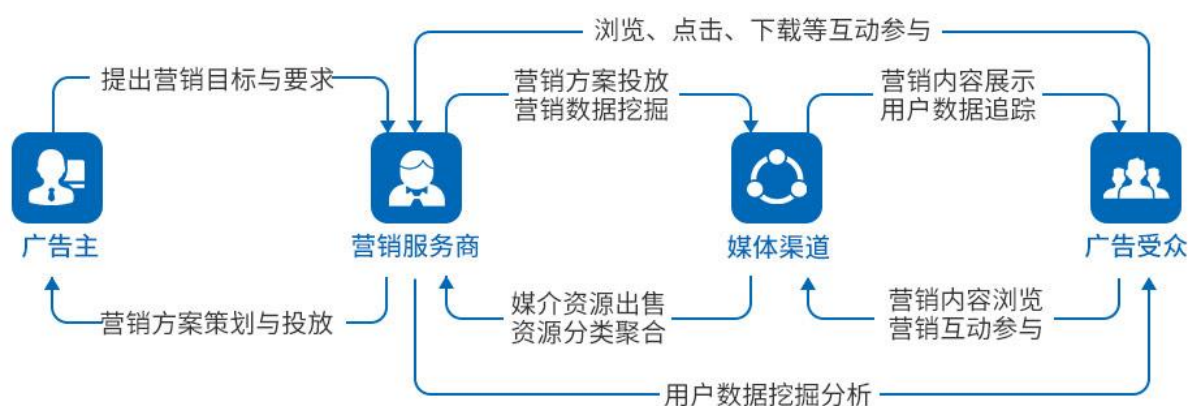 浏览、点击、下载等互动参与
提出营销目标与要求
营销方案投放
营销数据挖掘
营销内容展示
用户数据追踪
广告主
营销服务商
媒体渠道
广告受众
营销方案策划与投放
媒介资源出售
资源分类聚合
营销内容浏览
营销互动参与
用户数据挖掘分析